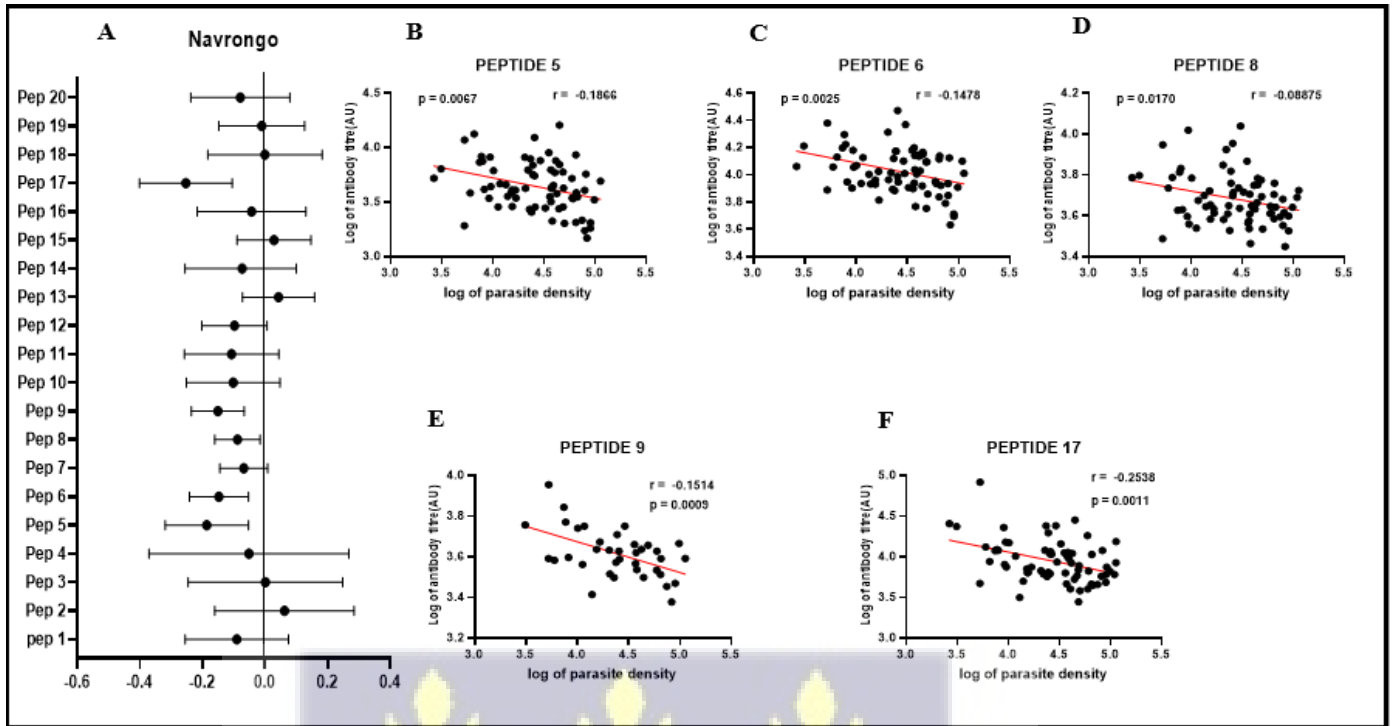 A
Navrongo
Pep 20
Pep 19
Pep 18
Pep 17
Pep 16
Pep 15
Pep 14
Pep 13
Pep 12
Pep 11
Pep 10
Pep 9
Pep 8
Pep 7
Pep 6
Pep 5
Pep 4
Pep 3
Pep 2
pep 1
-0.6 -0.4 -0.2 0.0 0.2 0.4
B
PEPTIDE 5
p = 0.0067 r = -0.1866
Log of antibody titre(AU)
4.5
4.0
3.5
3.0
3.0 3.5 4.0 4.5 5.0 5.5
log of parasite density
C
PEPTIDE 6
p = 0.0025 r = -0.1478
Log of antibody titre(AU)
4.6
4.4
4.2
4.0
3.8
3.6
3.4
3.0 3.5 4.0 4.5 5.0 5.5
log of parasite density
D
PEPTIDE 8
p = 0.0170 r = -0.08875
Log of antibody titre(AU)
4.2
4.0
3.8
3.6
3.4
3.0 3.5 4.0 4.5 5.0 5.5
log of parasite density
E
PEPTIDE 9
r = -0.1514
p = 0.0009
Log of antibody titre(AU)
4.0
3.8
3.6
3.4
3.2
3.0 3.5 4.0 4.5 5.0 5.5
log of parasite density
F
PEPTIDE 17
r = -0.2538
p = 0.0011
Log of antibody titre(AU)
5.0
4.5
4.0
3.5
3.0
3.0 3.5 4.0 4.5 5.0 5.5
log of parasite density